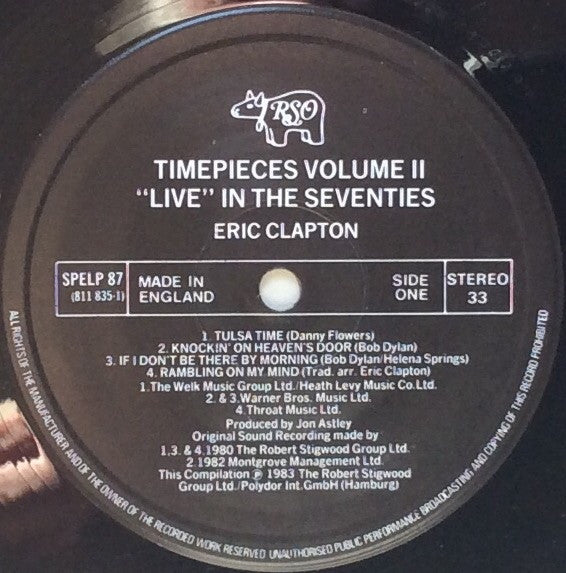 RSO
TIMEPIECES VOLUME II
"LIVE" IN THE SEVENTIES
ERIC CLAPTON
SPELP 87
(811 835-1)
MADE IN
ENGLAND
SIDE
ONE
STEREO
33
1. TULSA TIME (Danny Flowers)
2. KNOCKIN' ON HEAVEN'S DOOR (Bob Dylan)
3. IF I DON'T BE THERE BY MORNING (Bob Dylan/Helena Springs)
4. RAMBLING ON MY MIND (Trad. arr. Eric Clapton)
1.The Welk Music Group Ltd./Heath Levy Music Co.Ltd.
2. & 3.Warner Bros. Music Ltd.
4.Throat Music Ltd.
Produced by Jon Astley
Original Sound Recording made by
1,3. & 4.1980 The Robert Stigwood Group Ltd.
2.1982 Montgrove Management Ltd.
This Compilation ℗ 1983 The Robert Stigwood
Group Ltd./Polydor Int.GmbH (Hamburg)
ALL RIGHTS OF THE MANUFACTURER AND OF THE OWNER OF THE RECORDED WORK RESERVED UNAUTHORISED PUBLIC PERFORMANCE BROADCASTING AND COPYING OF THIS RECORD PROHIBITED